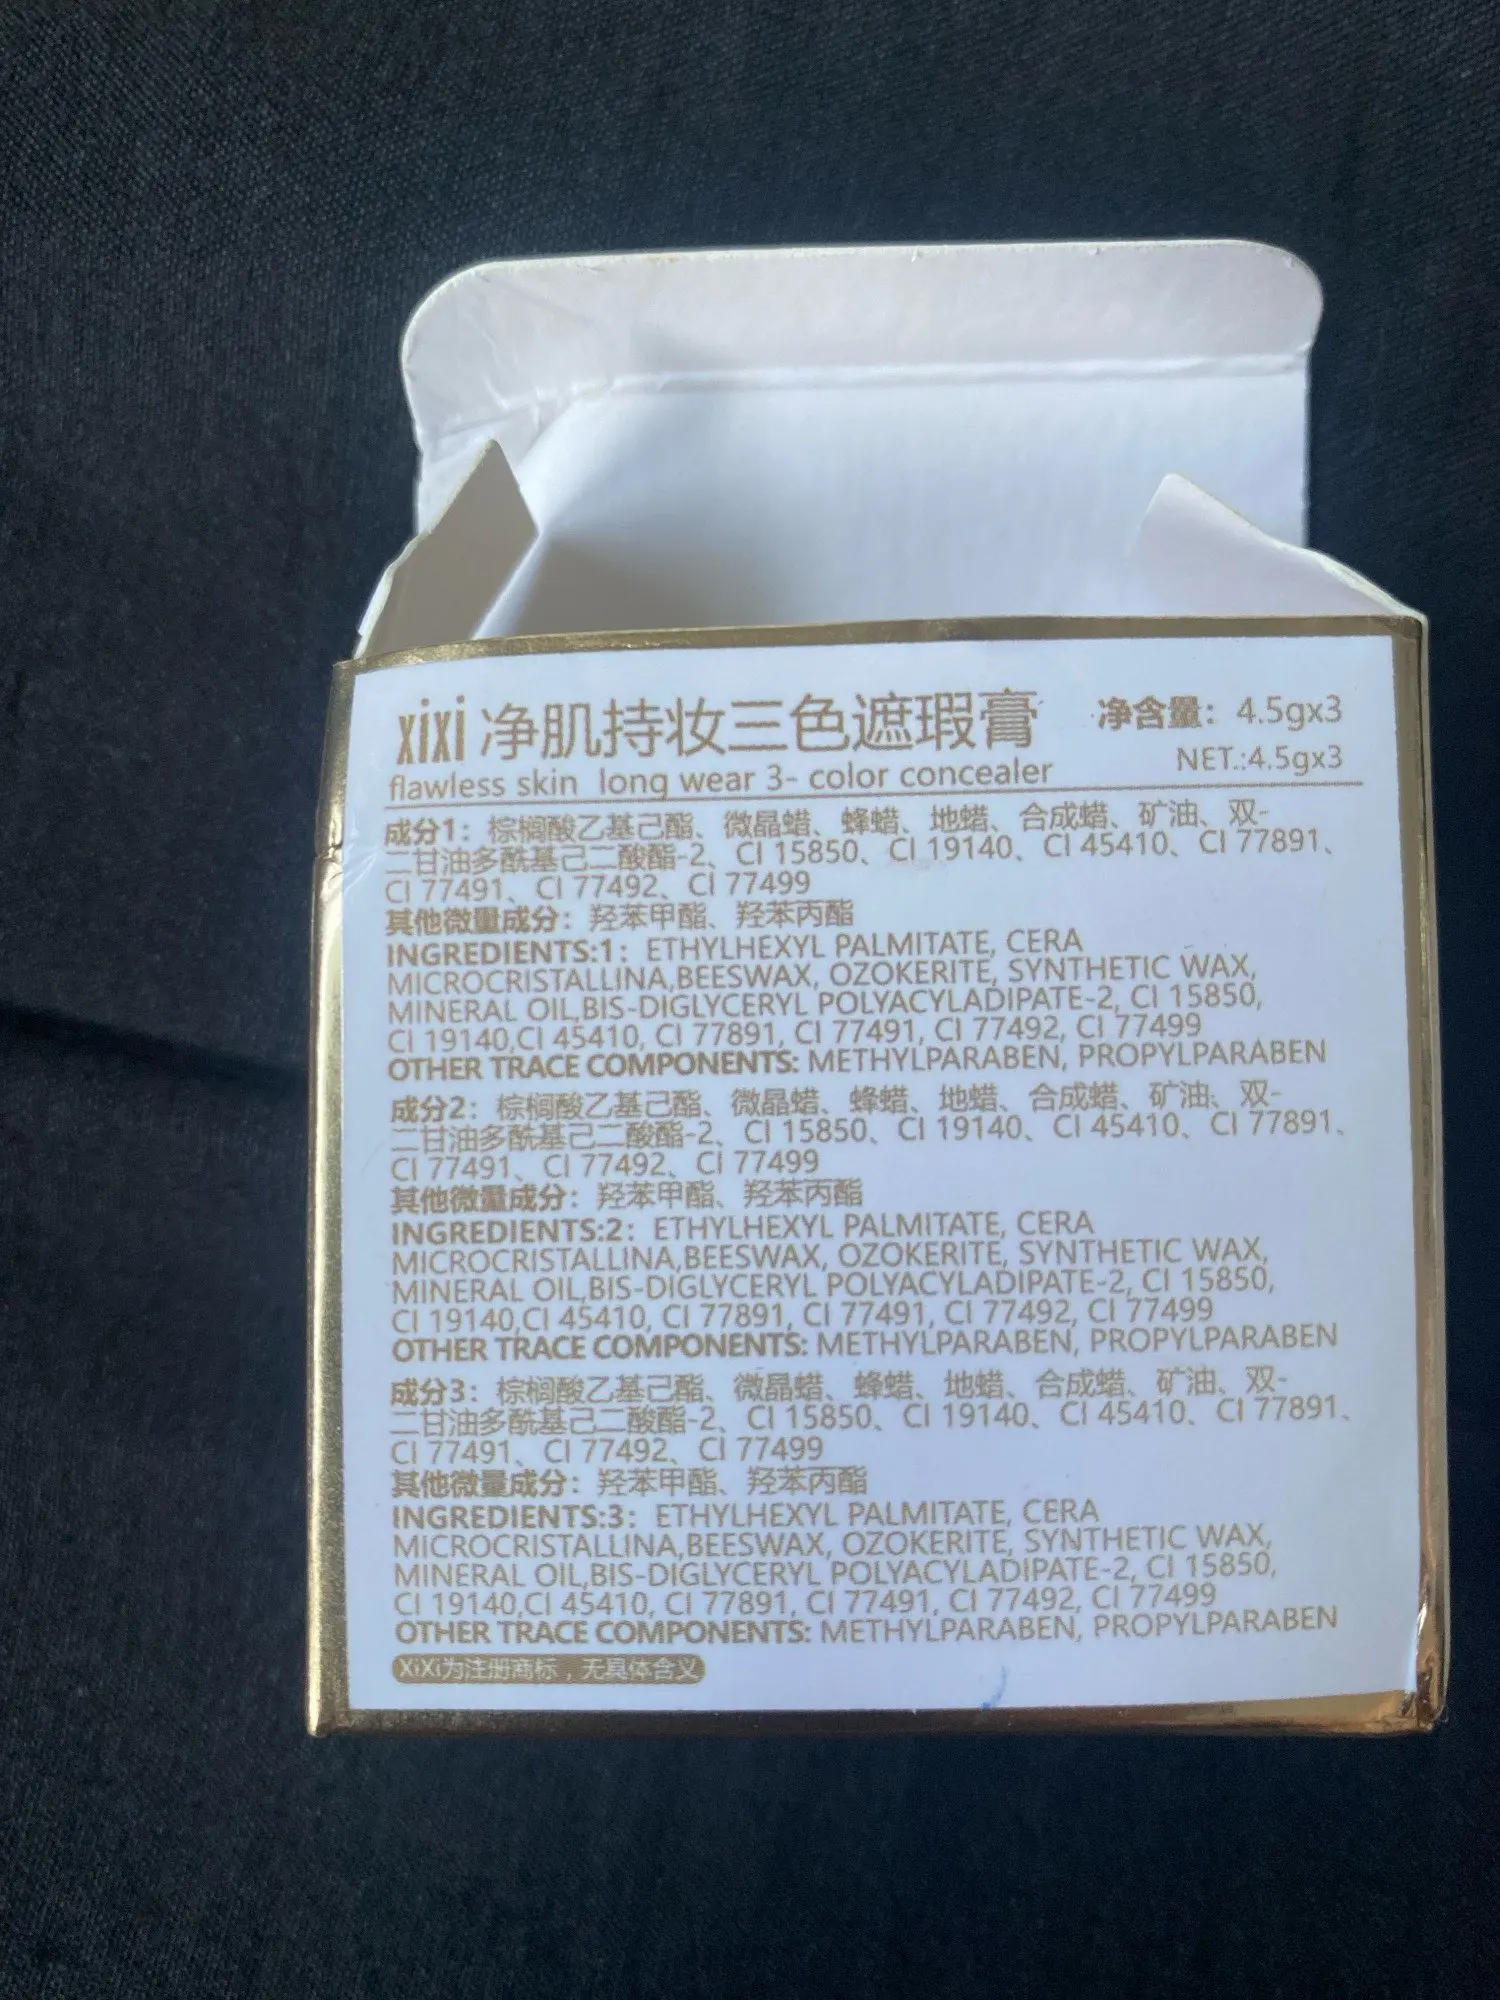 xixi 净肌持妆三色遮瑕膏 净含量：4.5gx3
flawless skin long wear 3- color concealer NET.:4.5gx3
成分1：棕榈酸乙基己酯、微晶蜡、蜂蜡、地蜡、合成蜡、矿油、双-
二甘油多酰基己二酸酯-2、CI 15850、CI 19140、CI 45410、CI 77891、
CI 77491、CI 77492、CI 77499
其他微量成分：羟苯甲酯、羟苯丙酯
INGREDIENTS:1：ETHYLHEXYL PALMITATE, CERA
MICROCRISTALLINA,BEESWAX, OZOKERITE, SYNTHETIC WAX,
MINERAL OIL,BIS-DIGLYCERYL POLYACYLADIPATE-2, CI 15850,
CI 19140,CI 45410, CI 77891, CI 77491, CI 77492, CI 77499
OTHER TRACE COMPONENTS: METHYLPARABEN, PROPYLPARABEN
成分2：棕榈酸乙基己酯、微晶蜡、蜂蜡、地蜡、合成蜡、矿油、双-
二甘油多酰基己二酸酯-2、CI 15850、CI 19140、CI 45410、CI 77891、
CI 77491、CI 77492、CI 77499
其他微量成分：羟苯甲酯、羟苯丙酯
INGREDIENTS:2：ETHYLHEXYL PALMITATE, CERA
MICROCRISTALLINA,BEESWAX, OZOKERITE, SYNTHETIC WAX,
MINERAL OIL,BIS-DIGLYCERYL POLYACYLADIPATE-2, CI 15850,
CI 19140,CI 45410, CI 77891, CI 77491, CI 77492, CI 77499
OTHER TRACE COMPONENTS: METHYLPARABEN, PROPYLPARABEN
成分3：棕榈酸乙基己酯、微晶蜡、蜂蜡、地蜡、合成蜡、矿油、双-
二甘油多酰基己二酸酯-2、CI 15850、CI 19140、CI 45410、CI 77891、
CI 77491、CI 77492、CI 77499
其他微量成分：羟苯甲酯、羟苯丙酯
INGREDIENTS:3：ETHYLHEXYL PALMITATE, CERA
MICROCRISTALLINA,BEESWAX, OZOKERITE, SYNTHETIC WAX,
MINERAL OIL,BIS-DIGLYCERYL POLYACYLADIPATE-2, CI 15850,
CI 19140,CI 45410, CI 77891, CI 77491, CI 77492, CI 77499
OTHER TRACE COMPONENTS: METHYLPARABEN, PROPYLPARABEN
XiXi为注册商标，无具体含义